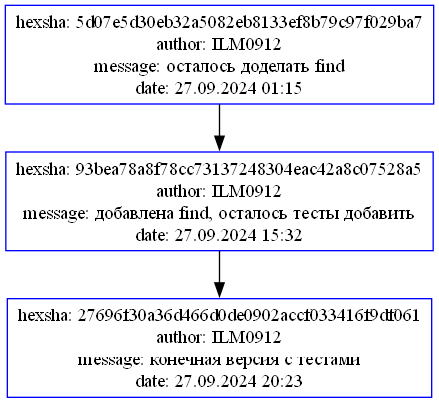 hexsha: 5d07e5d30eb32a5082eb8133ef8b79c97f029ba7
author: ILM0912
message: осталось доделать find
date: 27.09.2024 01:15
hexsha: 93bea78a8f78cc73137248304eac42a8c07528a5
author: ILM0912
message: добавлена find, осталось тесты добавить
date: 27.09.2024 15:32
hexsha: 27696f30a36d466d0de0902accf033416f9df061
author: ILM0912
message: конечная версия с тестами
date: 27.09.2024 20:23